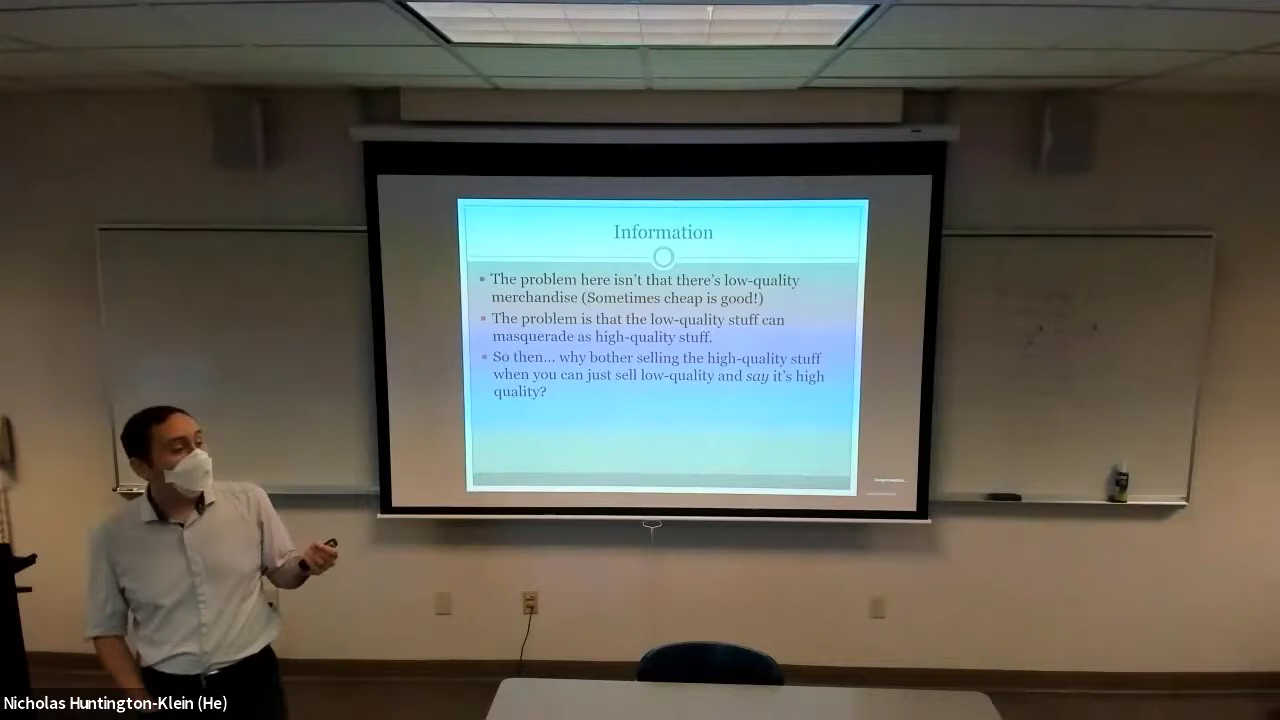 Information
• The problem here isn't that there's low-quality
merchandise (Sometimes cheap is good!)
• The problem is that the low-quality stuff can
masquerade as high-quality stuff.
• So then... why bother selling the high-quality stuff
when you can just sell low-quality and say it's high
quality?
Nicholas Huntington-Klein (He)